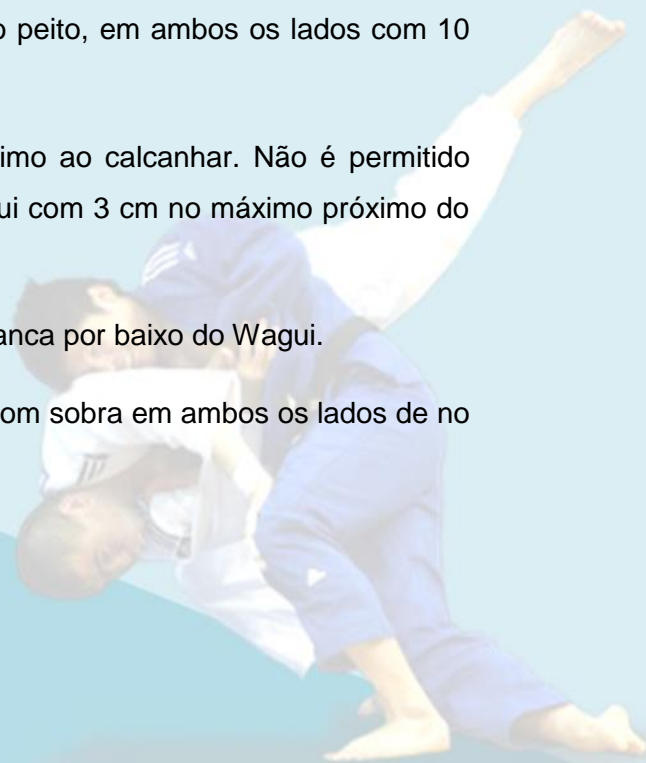 o peito, em ambos os lados com 10
imo ao calcanhar. Não é permitido
ui com 3 cm no máximo próximo do
anca por baixo do Wagui.
om sobra em ambos os lados de no